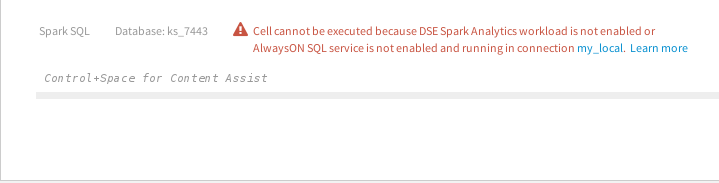 Spark SQL Database: ks_7443 Cell cannot be executed because DSE Spark Analytics workload is not enabled or
AlwaysON SQL service is not enabled and running in connection my_local. Learn more
Control+Space for Content Assist